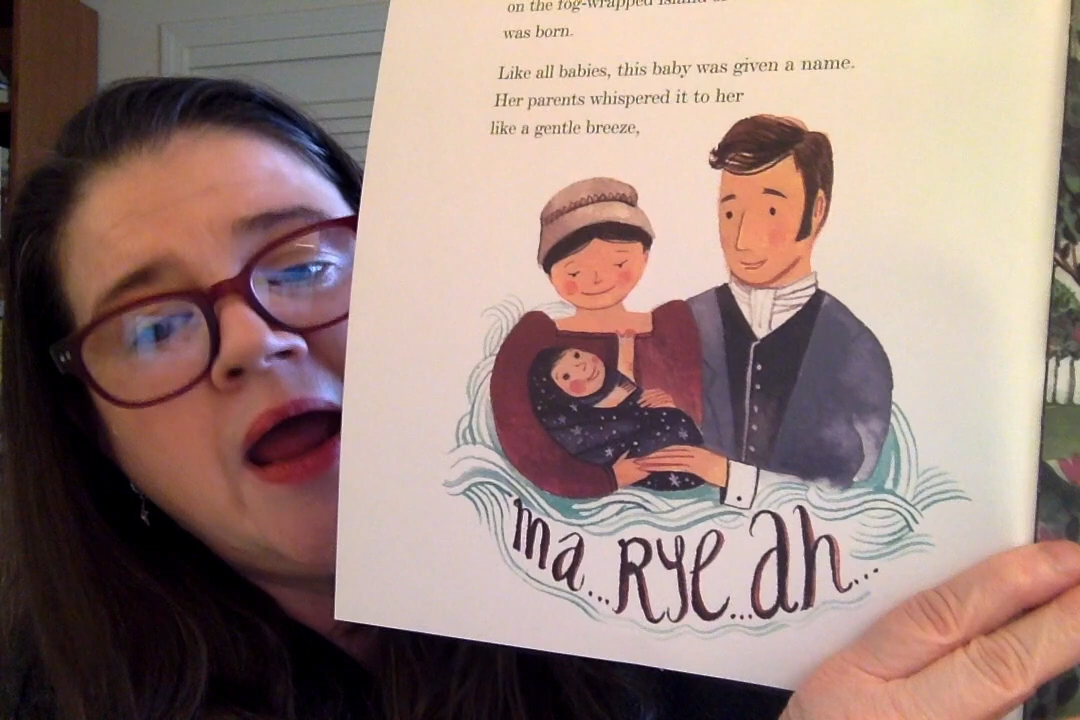 on the fog-wrapped island o
was born.
Like all babies, this baby was given a name.
Her parents whispered it to her
like a gentle breeze,
ma...RYE...ah...